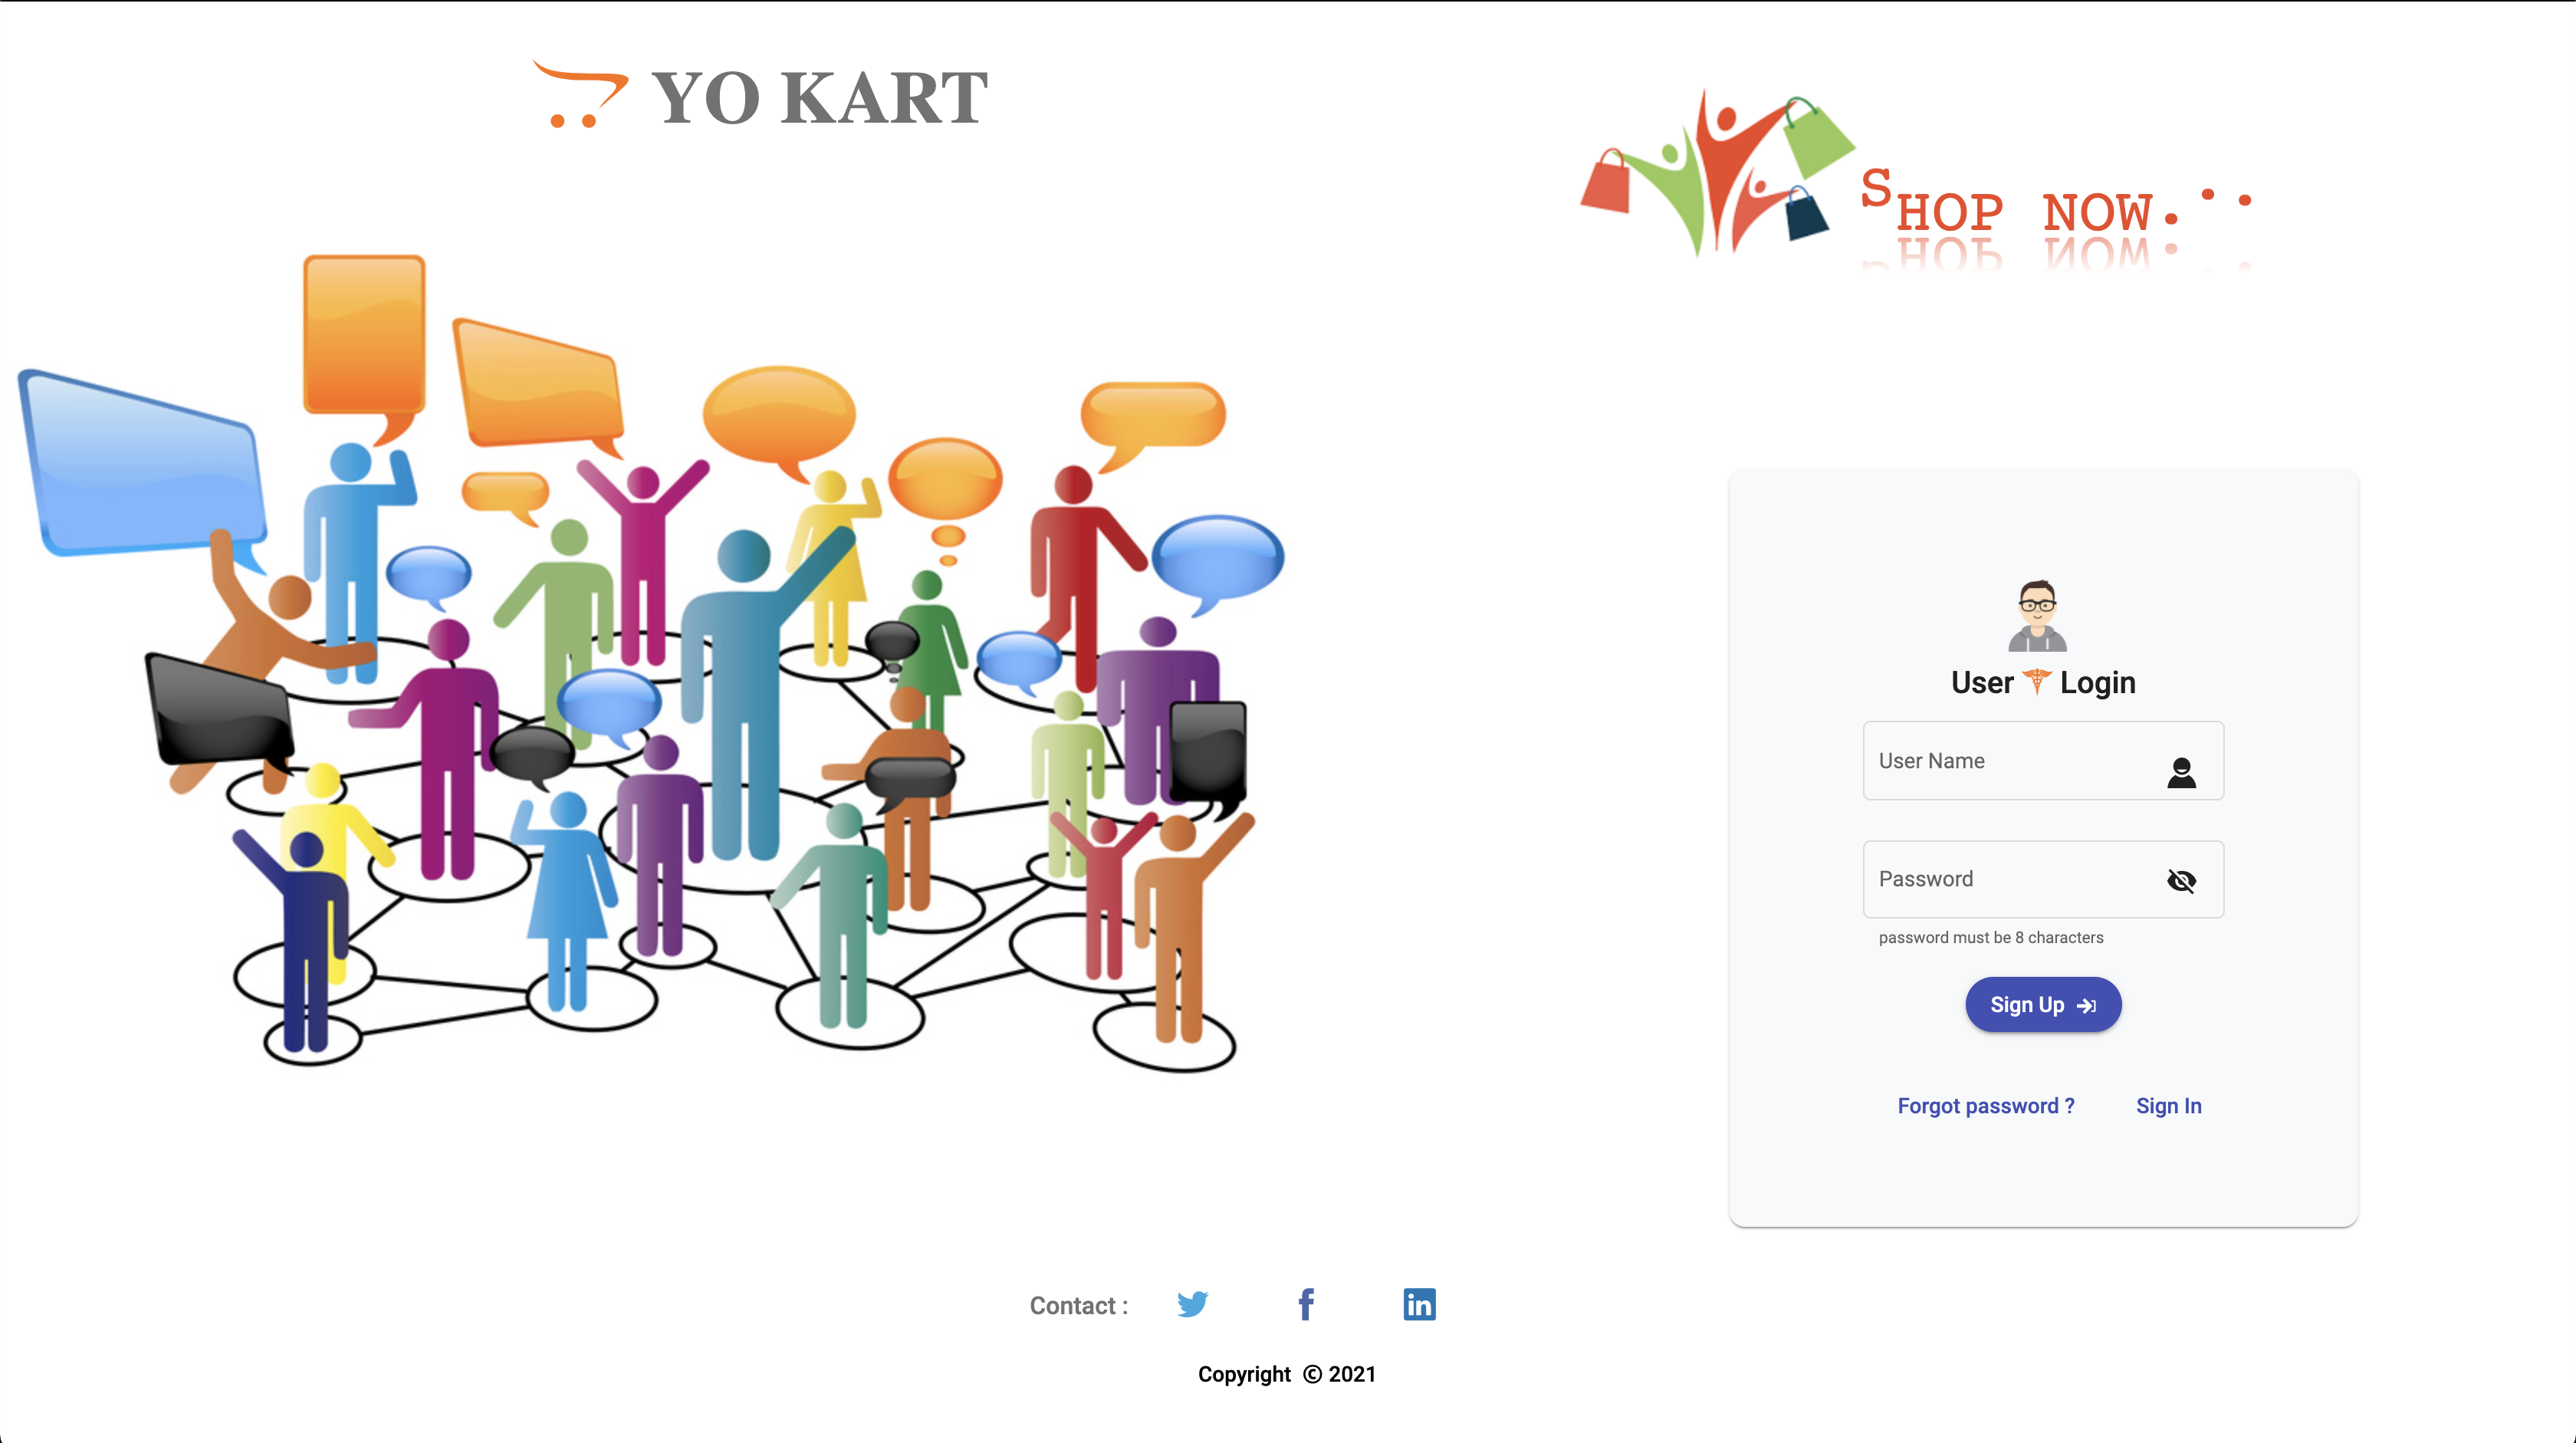 YO KART
SHOP NOW...
User Login
User Name
Password
password must be 8 characters
Sign Up
Forgot password ? Sign In
Contact :
Copyright © 2021